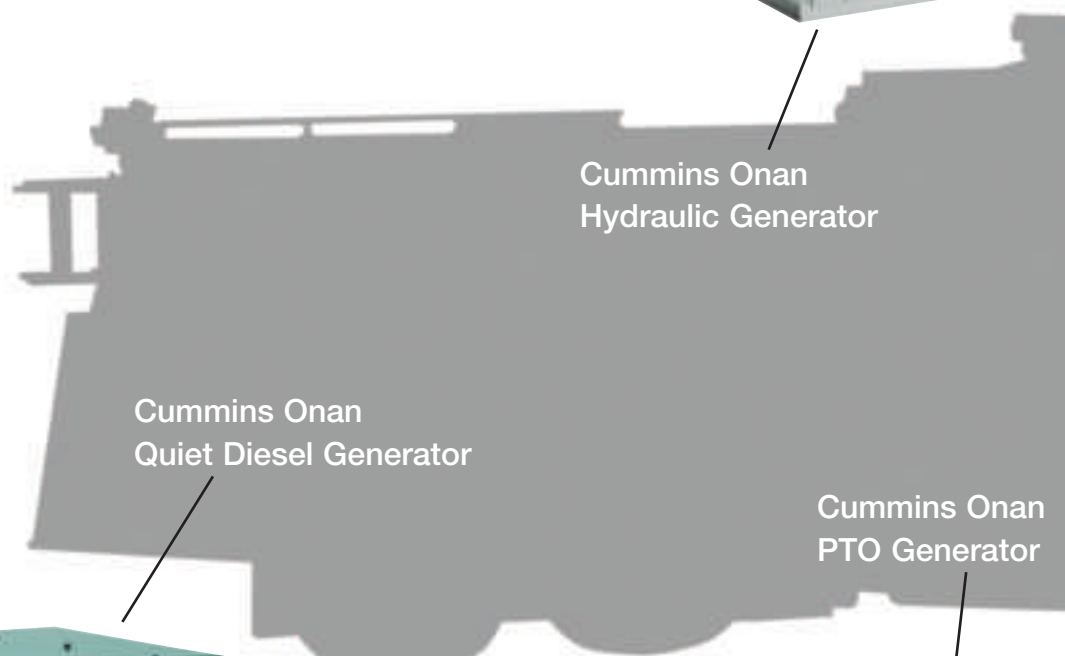 Cummins Onan
Hydraulic Generator
Cummins Onan
Quiet Diesel Generator
Cummins Onan
PTO Generator